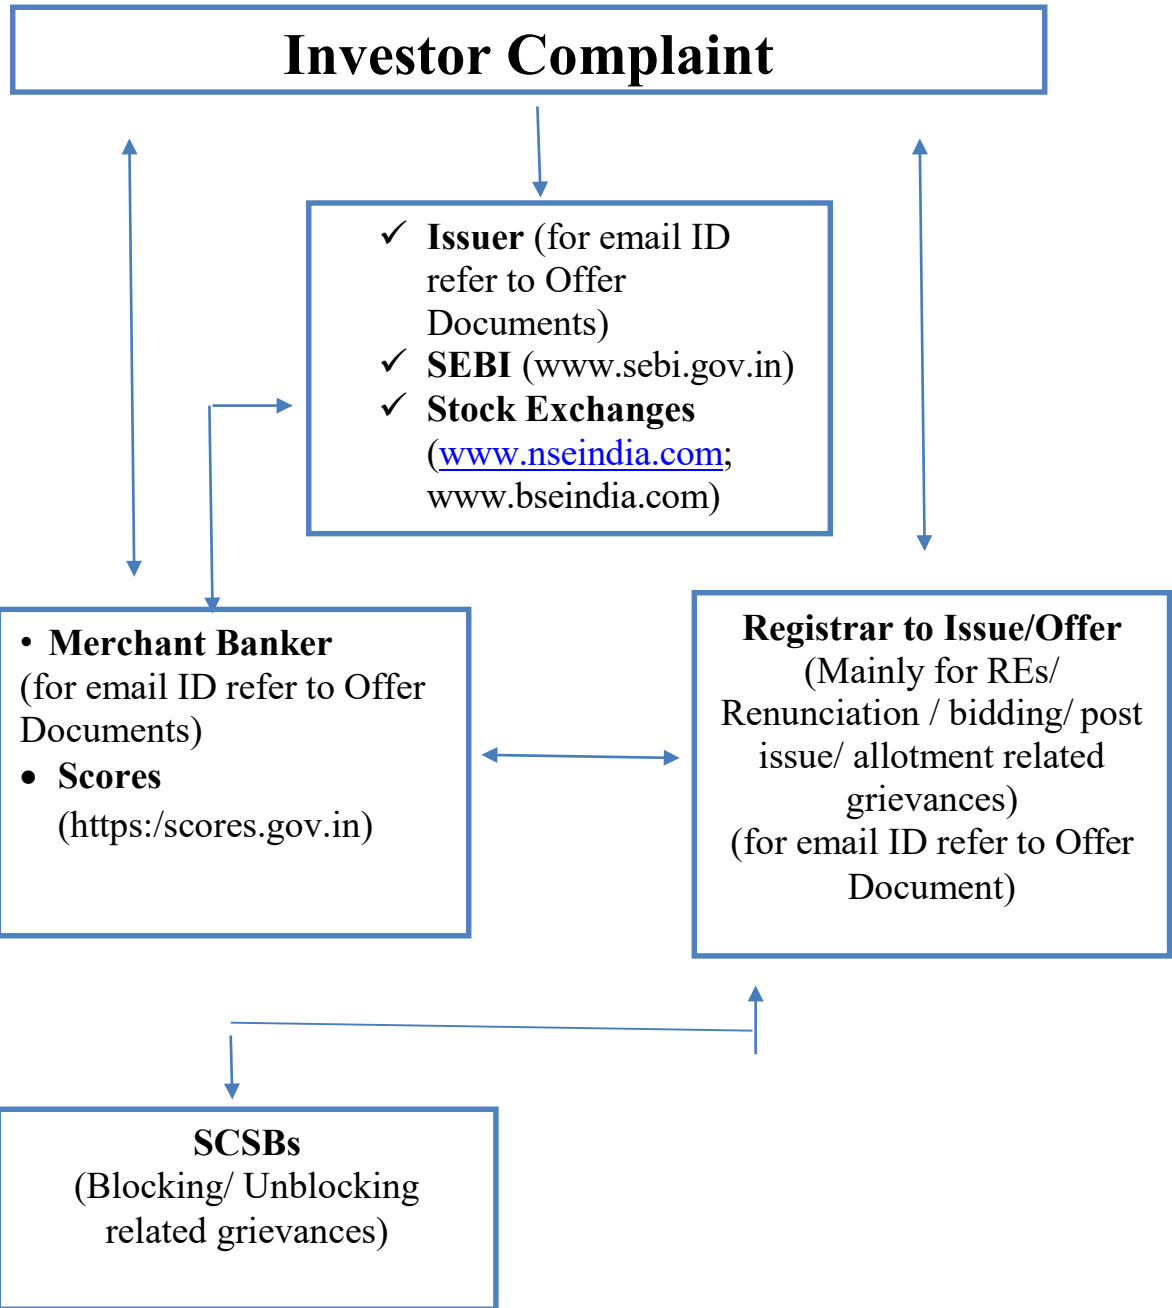 Investor Complaint
✓ Issuer (for email ID
refer to Offer
Documents)
✓ SEBI (www.sebi.gov.in)
✓ Stock Exchanges
(www.nseindia.com;
www.bseindia.com)
• Merchant Banker
(for email ID refer to Offer
Documents)
• Scores
(https:/scores.gov.in)
Registrar to Issue/Offer
(Mainly for REs/
Renunciation / bidding/ post
issue/ allotment related
grievances)
(for email ID refer to Offer
Document)
SCSBs
(Blocking/ Unblocking
related grievances)